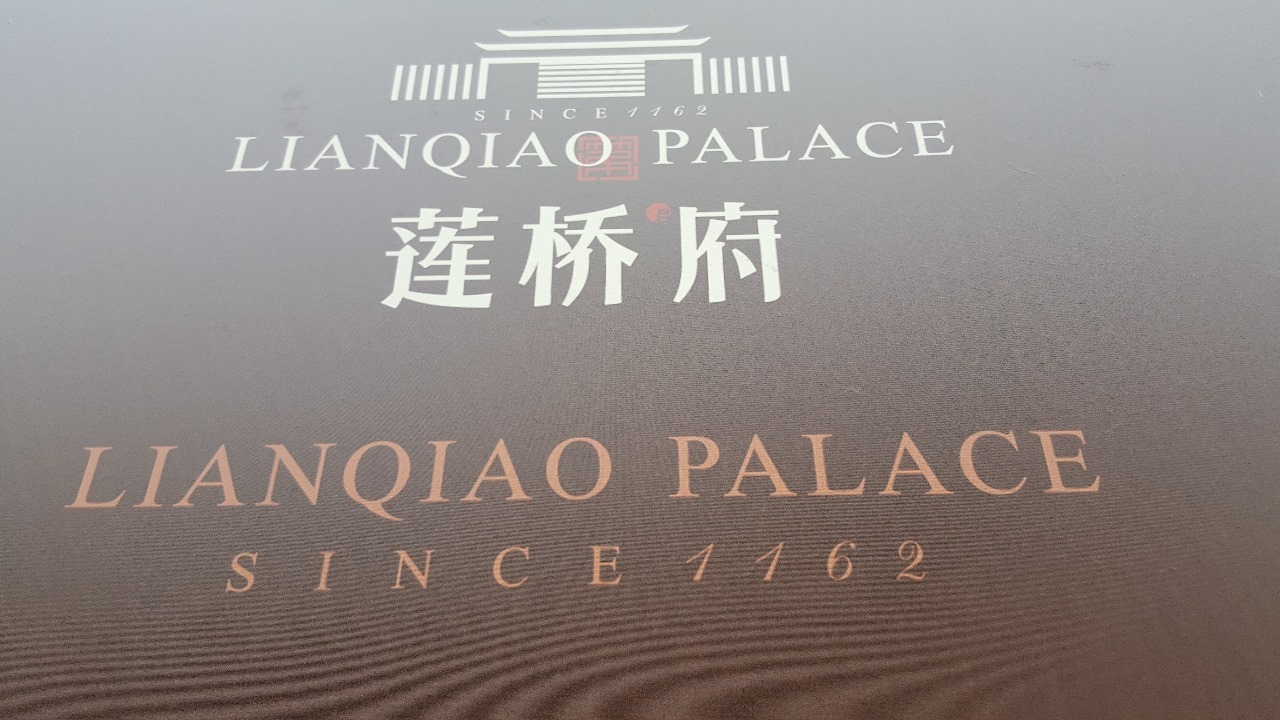 SINCE 1162
LIANQIAO PALACE
莲桥府
LIANQIAO PALACE
SINCE 1162